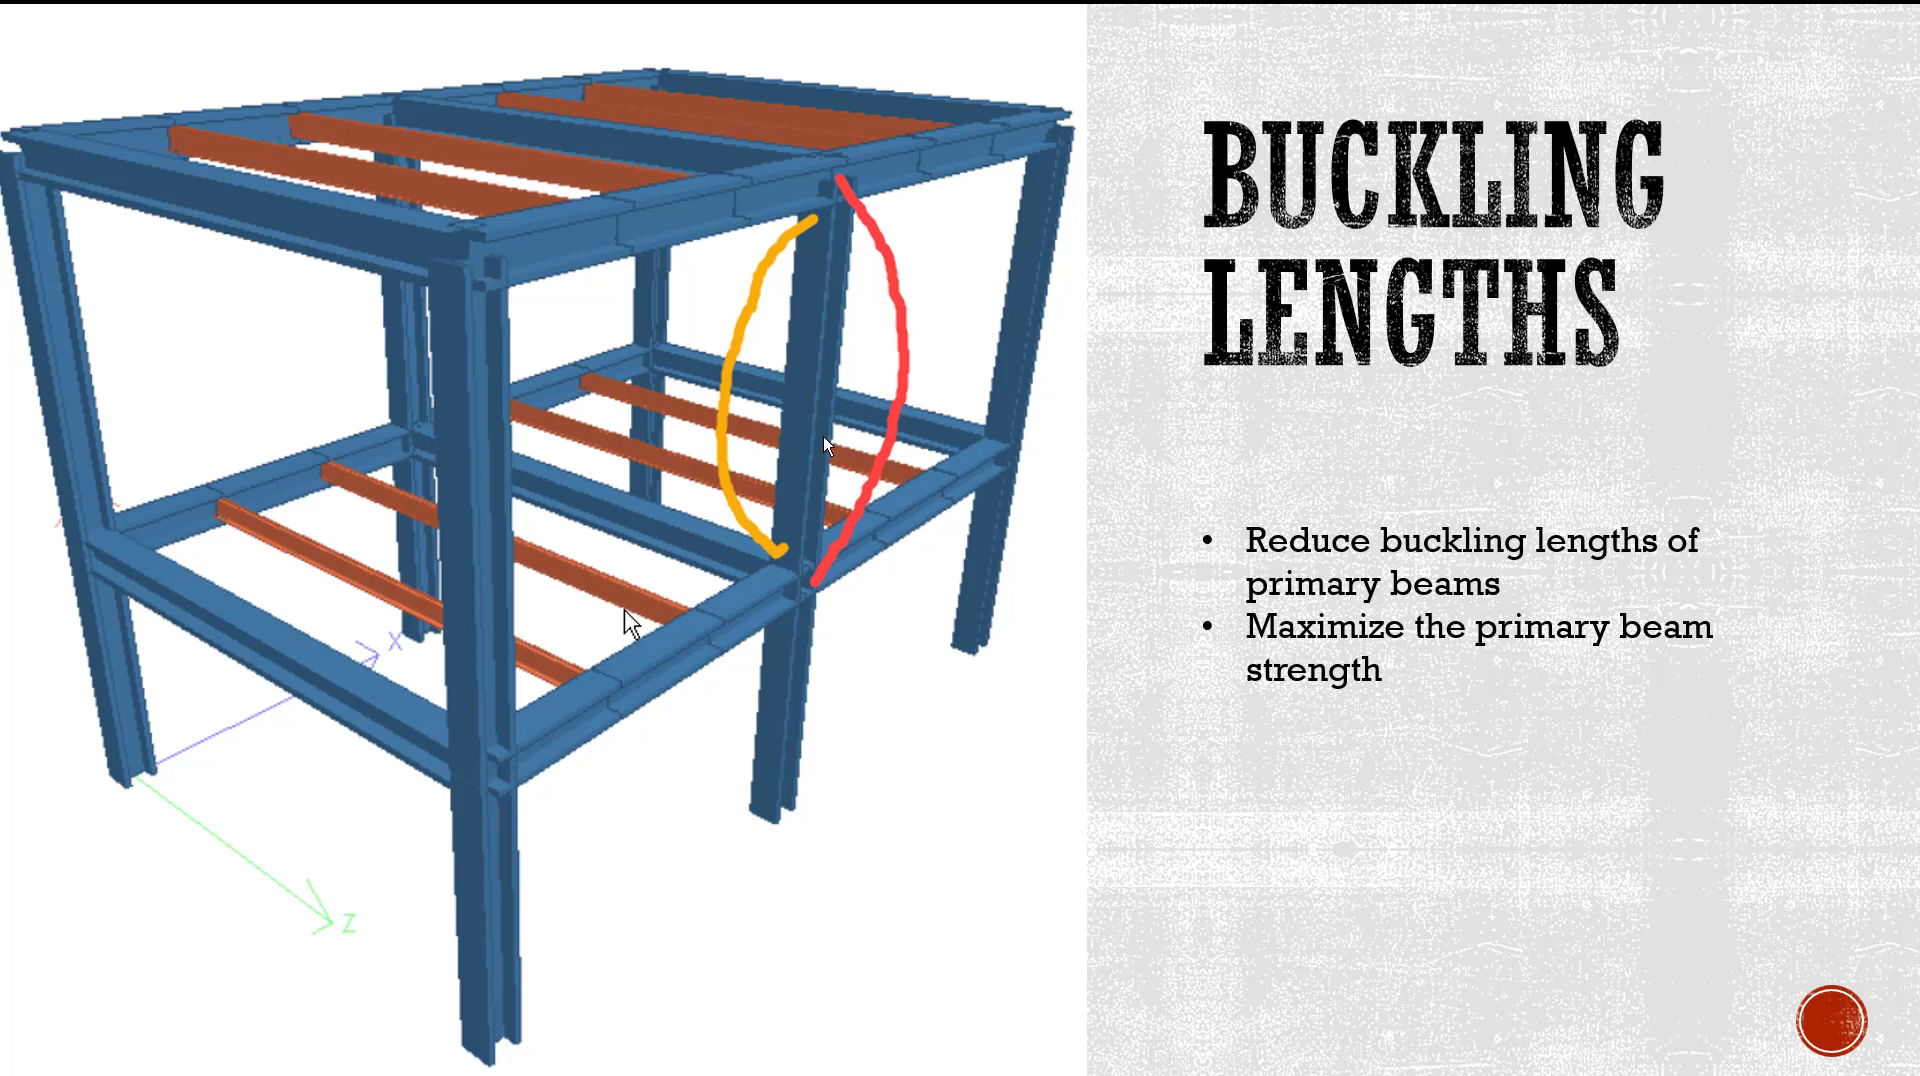 BUCKLING
LENGTHS
• Reduce buckling lengths of
primary beams
• Maximize the primary beam
strength
X
Z